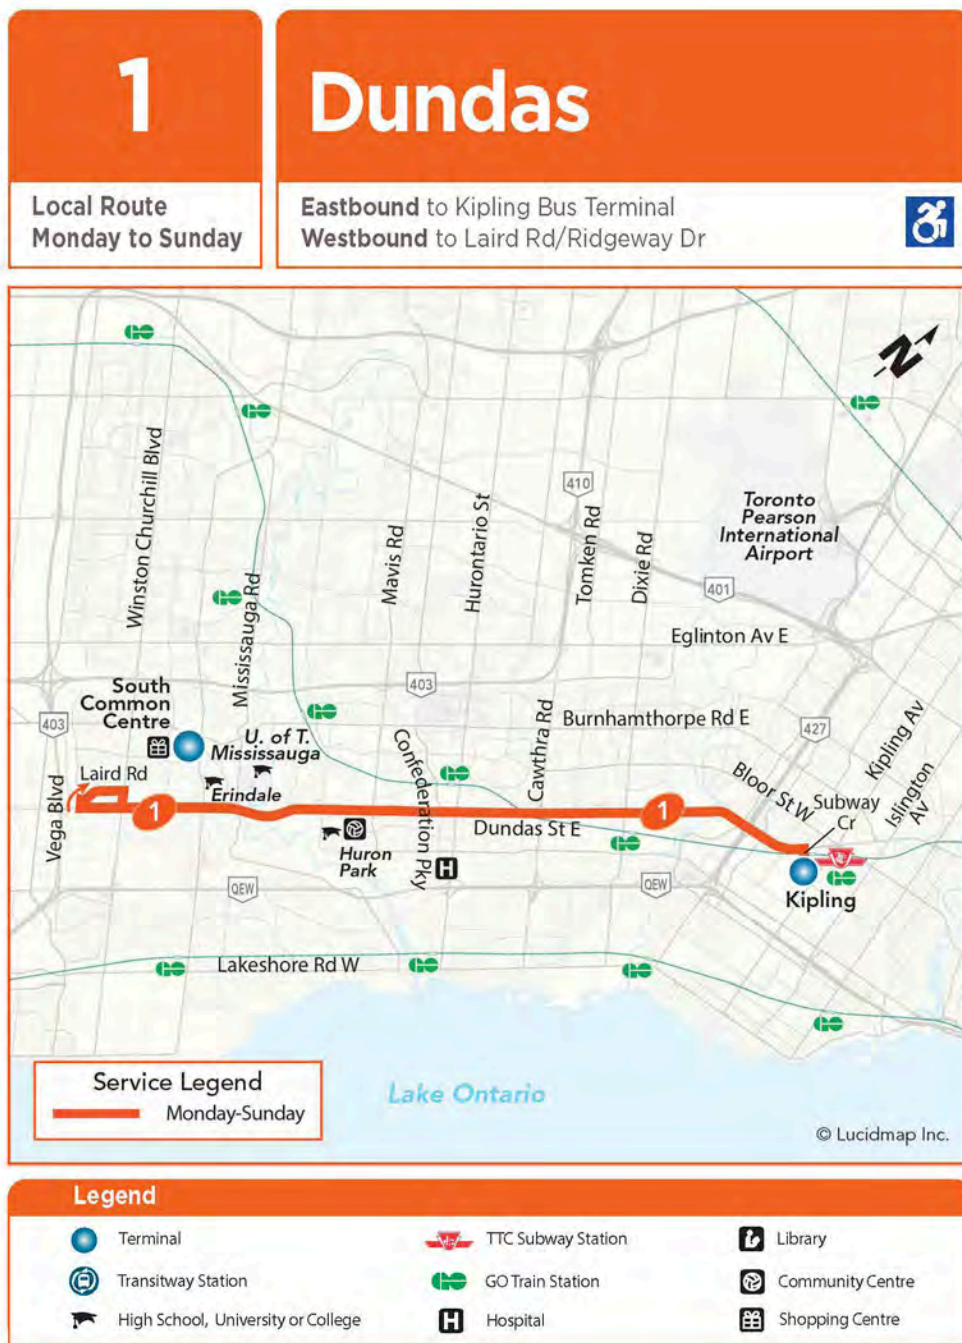 1
Dundas
Local Route
Monday to Sunday
Eastbound to Kipling Bus Terminal
Westbound to Laird Rd/Ridgeway Dr
N
Winston Churchill Blvd
Mississauga Rd
Mavis Rd
Hurontario St
410
Tomken Rd
Dixie Rd
Toronto
Pearson
International
Airport
401
Eglinton Av E
403
403
South
Common
Centre
U. of T.
Mississauga
Erindale
Confederation Pky
Cawthra Rd
Burnhamthorpe Rd E
427
Kipling Av
Islington
Av
Bloor St W
Subway
Cr
Laird Rd
Vega Blvd
1
1
Dundas St E
Huron
Park
H
QEW
QEW
Kipling
Lakeshore Rd W
Lake Ontario
Service Legend
Monday-Sunday
© Lucidmap Inc.
Legend
Terminal
TTC Subway Station
Library
Transitway Station
GO Train Station
Community Centre
High School, University or College
H Hospital
Shopping Centre